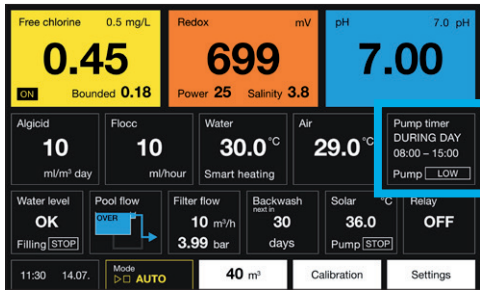 Free chlorine 0.5 mg/L
0.45
ON Bounded 0.18
Redox mV
699
Power 25 Salinity 3.8
pH 7.0 pH
7.00
Algicid
10
ml/m³ day
Flocc
10
ml/hour
Water
30.0 °C
Smart heating
Air
29.0 °C
Pump timer
DURING DAY
08:00 – 15:00
Pump LOW
Water level
OK
Filling STOP
Pool flow
OVER
Filter flow
10 m³/h
3.99 bar
Backwash
next in
30
days
Solar °C
36.0
Pump STOP
Relay
OFF
11:30 14.07.
Mode
AUTO
40 m³
Calibration
Settings